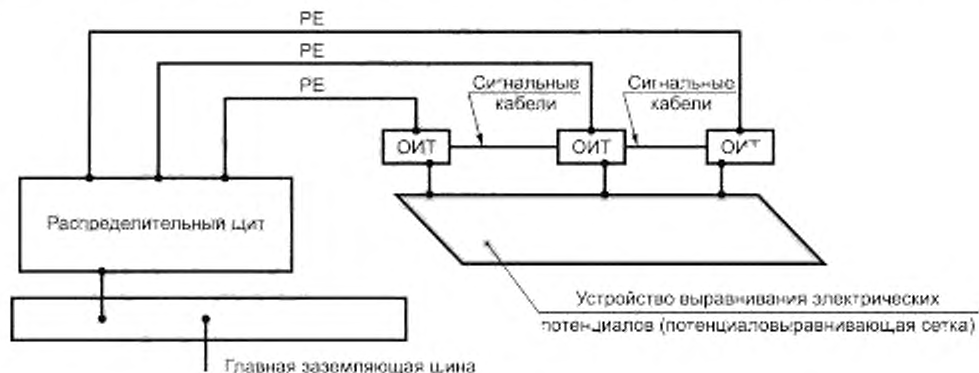 PE
PE
PE
Сигнальные
кабели
Сигнальные
кабели
ОИТ
ОИТ
ОИТ
Распределительный щит
Устройство выравнивания электрических
потенциалов (потенциаловыравнивающая сетка)
Главная заземляющая шина